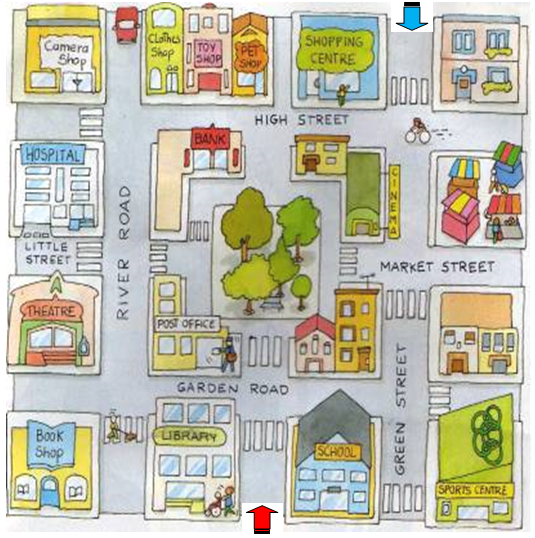 Camera
Shop
CLOTHES
Shop
TOY
SHOP
PET
SHOP
SHOPPING
CENTRE
HIGH STREET
BANK
HOSPITAL
CINEMA
LITTLE
STREET
RIVER ROAD
MARKET STREET
THEATRE
POST OFFICE
GARDEN ROAD
GREEN STREET
Book
Shop
LIBRARY
SCHOOL
SPORTS CENTRE